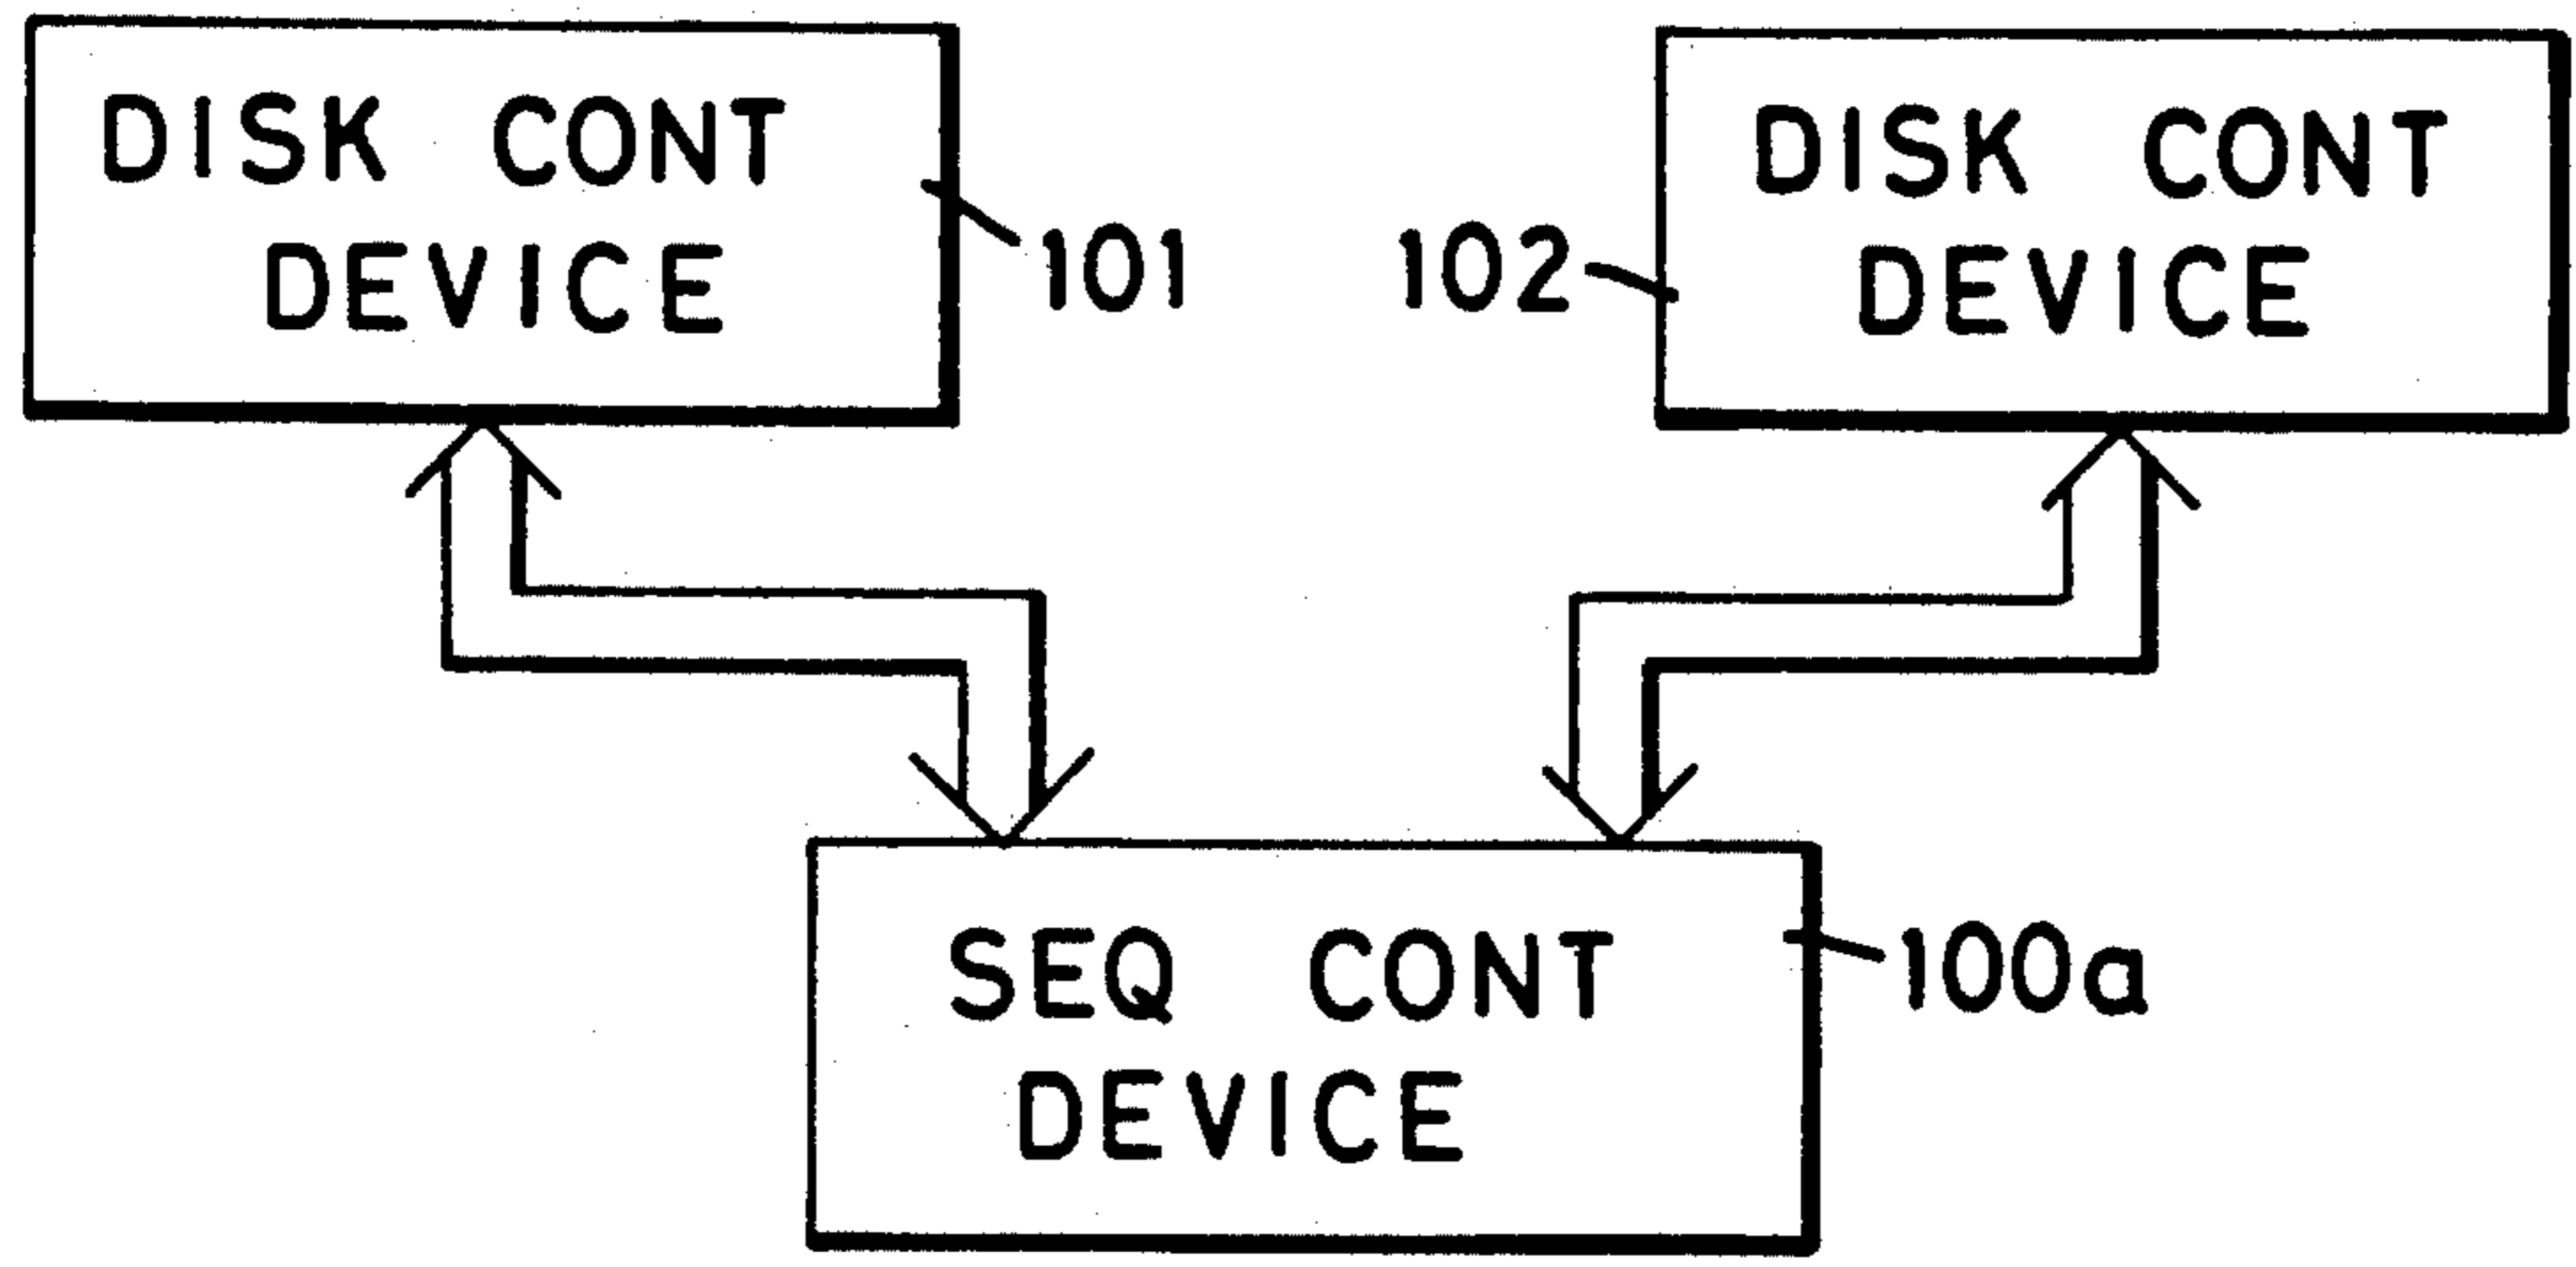 DISK CONT
DEVICE
101
102
DISK CONT
DEVICE
SEQ CONT
DEVICE
100a